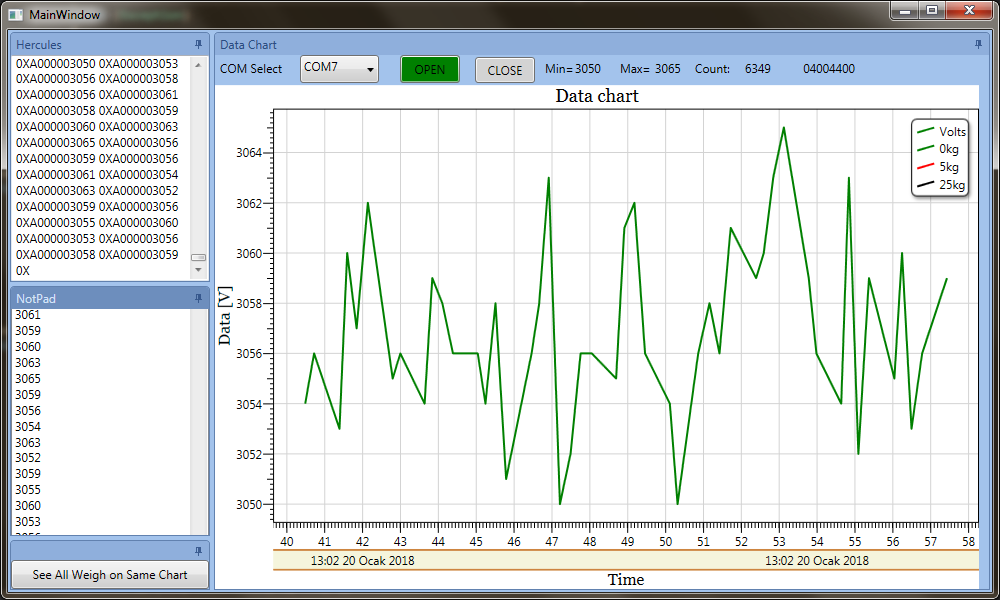 MainWindow
Hercules
0XA000003050 0XA000003053
0XA000003056 0XA000003058
0XA000003056 0XA000003061
0XA000003058 0XA000003059
0XA000003060 0XA000003063
0XA000003065 0XA000003056
0XA000003059 0XA000003056
0XA000003061 0XA000003054
0XA000003063 0XA000003052
0XA000003059 0XA000003056
0XA000003055 0XA000003060
0XA000003053 0XA000003056
0XA000003058 0XA000003059
0X
NotPad
3061
3059
3060
3063
3065
3059
3056
3054
3063
3052
3059
3055
3060
3053
See All Weigh on Same Chart
Data Chart
COM Select COM7 OPEN CLOSE Min= 3050 Max= 3065 Count: 6349 04004400
Data chart
Volts
0kg
5kg
25kg
Data [V]
3064
3062
3060
3058
3056
3054
3052
3050
40 41 42 43 44 45 46 47 48 49 50 51 52 53 54 55 56 57 58
13:02 20 Ocak 2018 13:02 20 Ocak 2018
Time